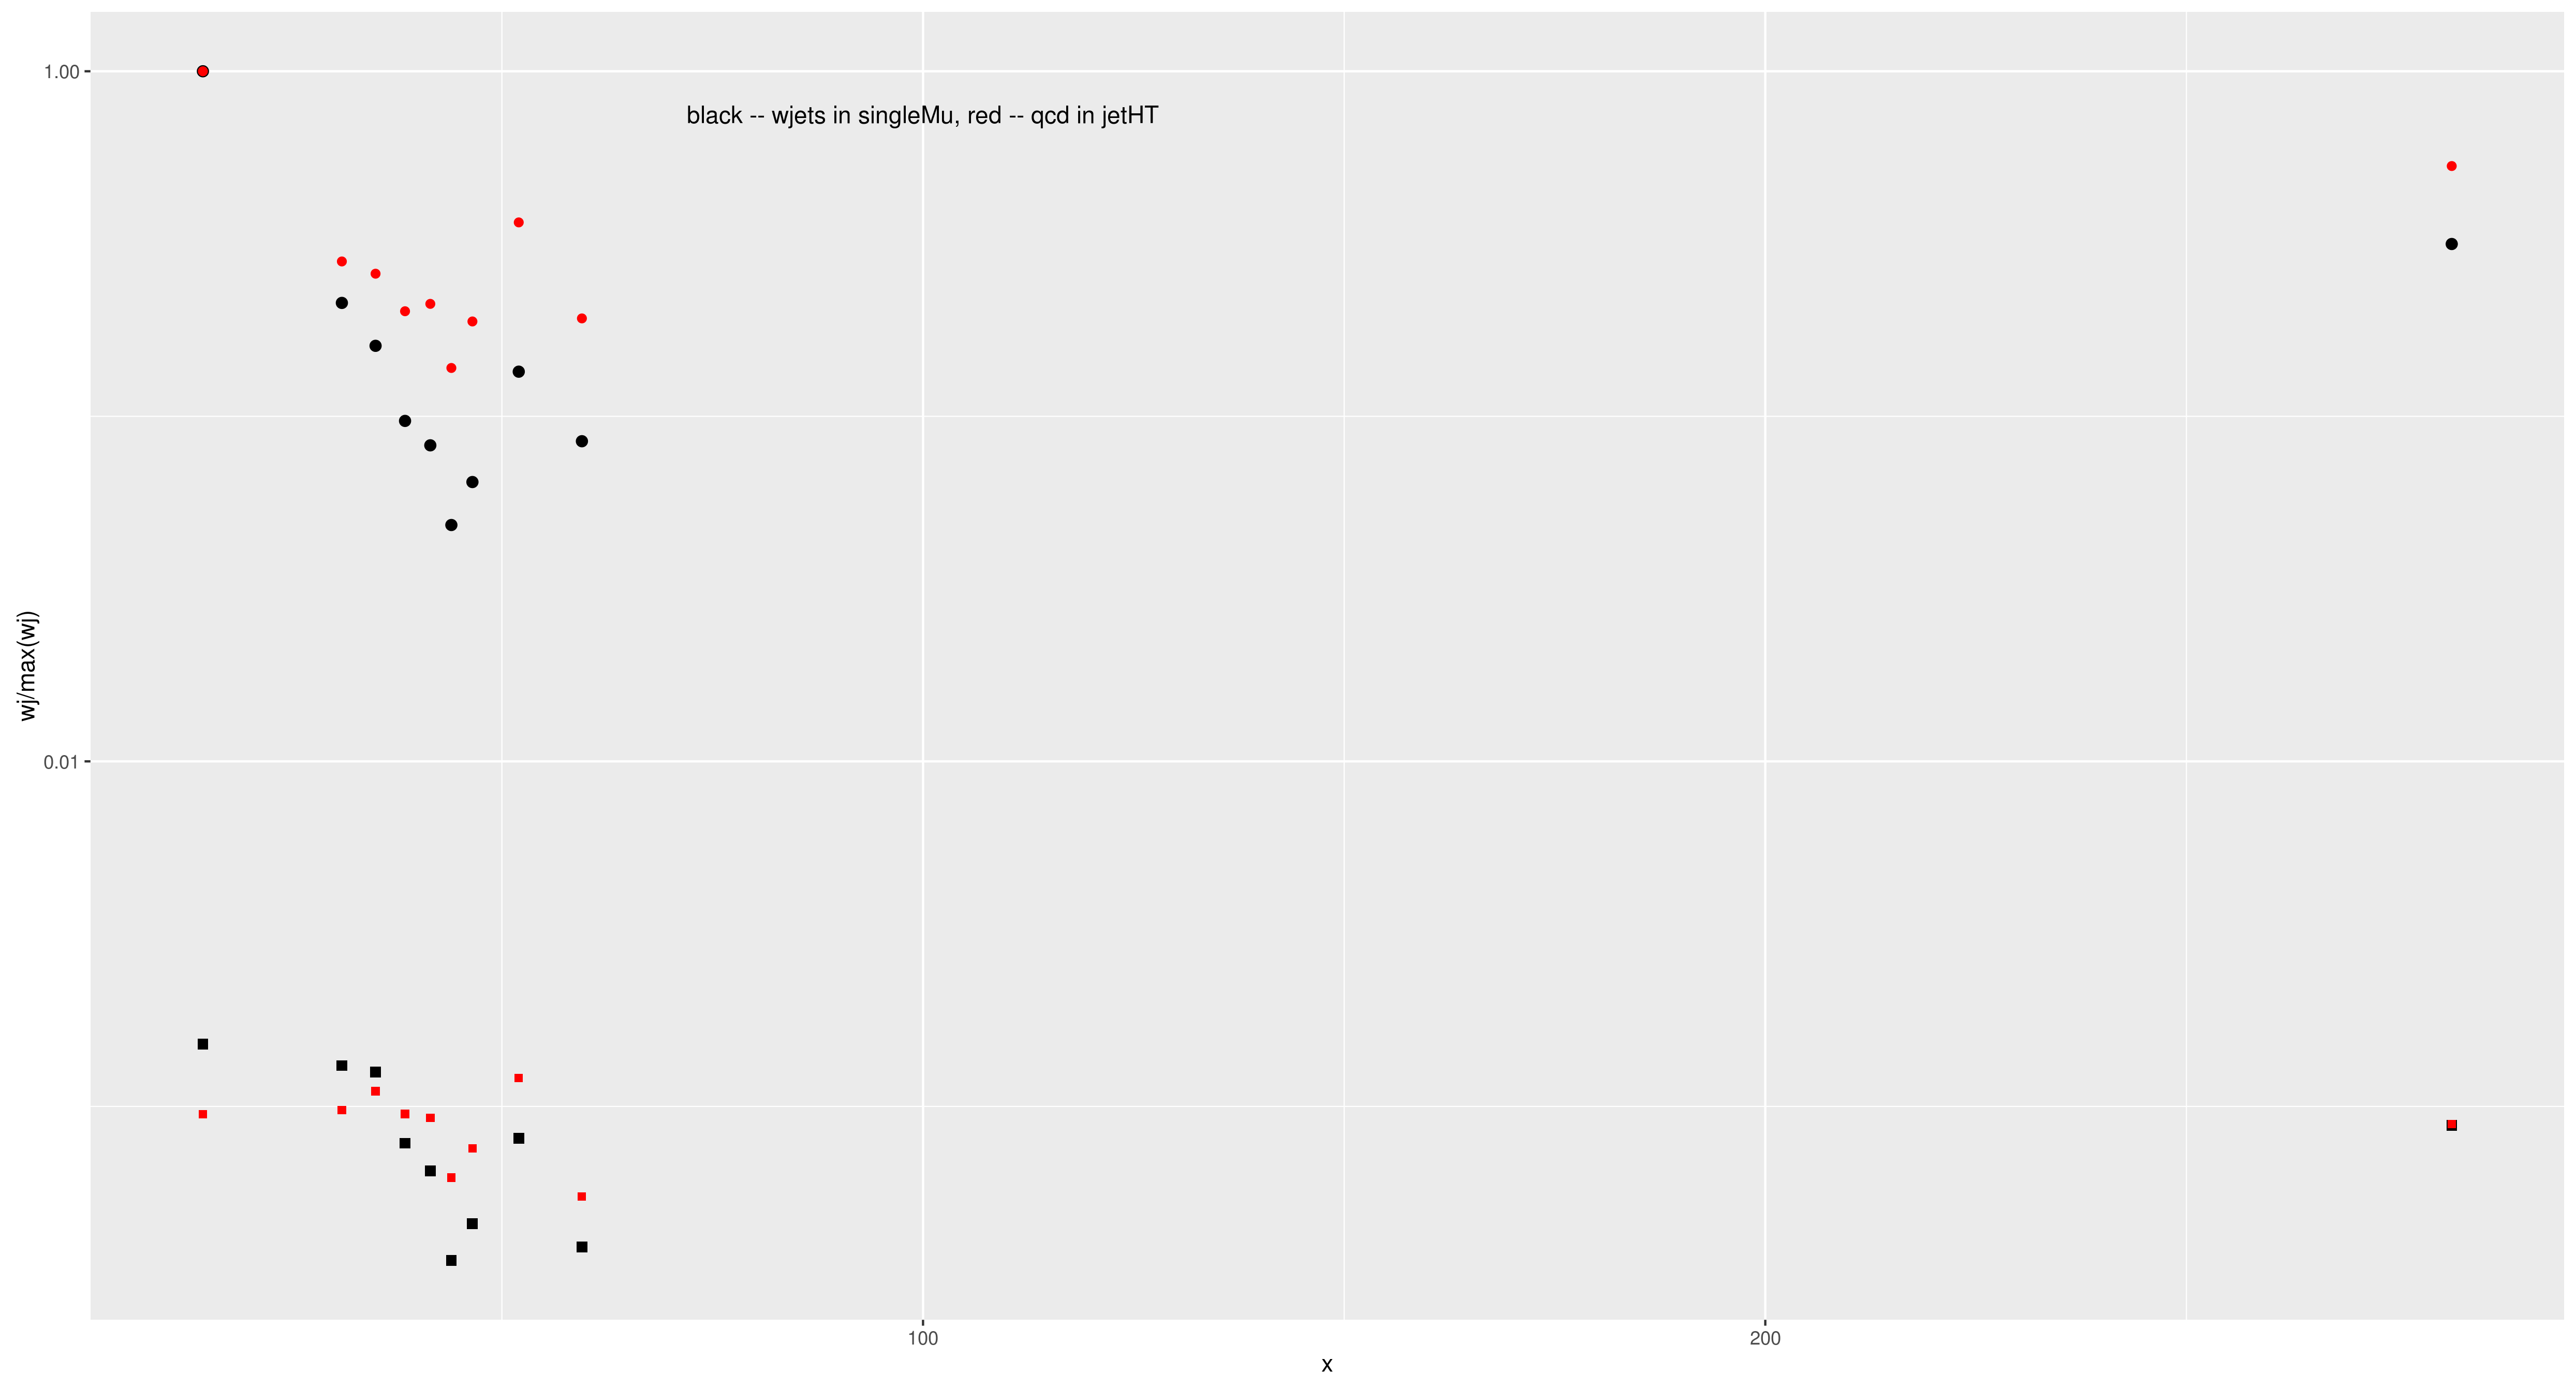 1.00
black -- wjets in singleMu, red -- qcd in jetHT
wj/max(wj)
0.01
100
200
x